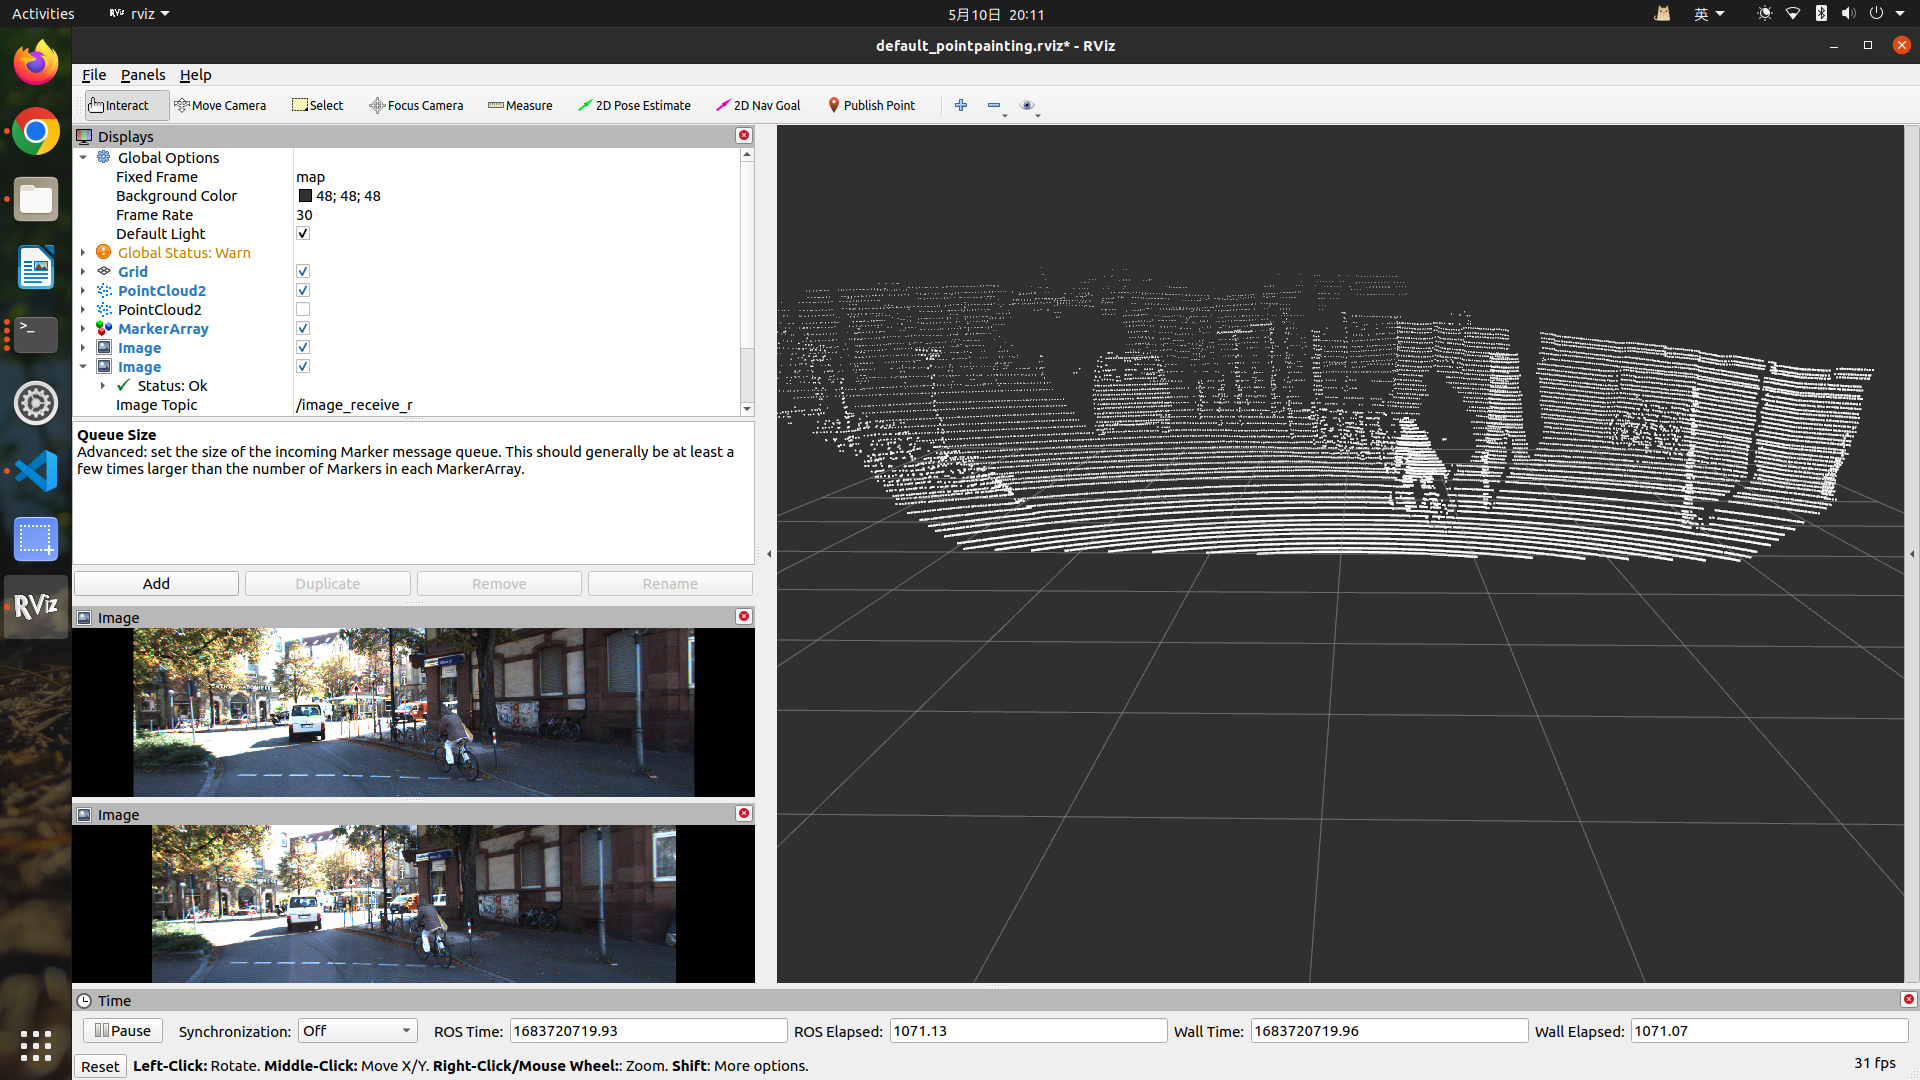 Activities
RViz rviz
5月10日 20:11
英
default_pointpainting.rviz* - RViz
File Panels Help
Interact Move Camera Select Focus Camera Measure 2D Pose Estimate 2D Nav Goal Publish Point
Displays
Global Options
Fixed Frame map
Background Color 48; 48; 48
Frame Rate 30
Default Light
Global Status: Warn
Grid
PointCloud2
PointCloud2
MarkerArray
Image
Image
Status: Ok
Image Topic /image_receive_r
Queue Size
Advanced: set the size of the incoming Marker message queue. This should generally be at least a
few times larger than the number of Markers in each MarkerArray.
Add Duplicate Remove Rename
RViz
Image
Image
Time
Pause Synchronization: Off ROS Time: 1683720719.93 ROS Elapsed: 1071.13 Wall Time: 1683720719.96 Wall Elapsed: 1071.07
Reset Left-Click: Rotate. Middle-Click: Move X/Y. Right-Click/Mouse Wheel:: Zoom. Shift: More options. 31 fps